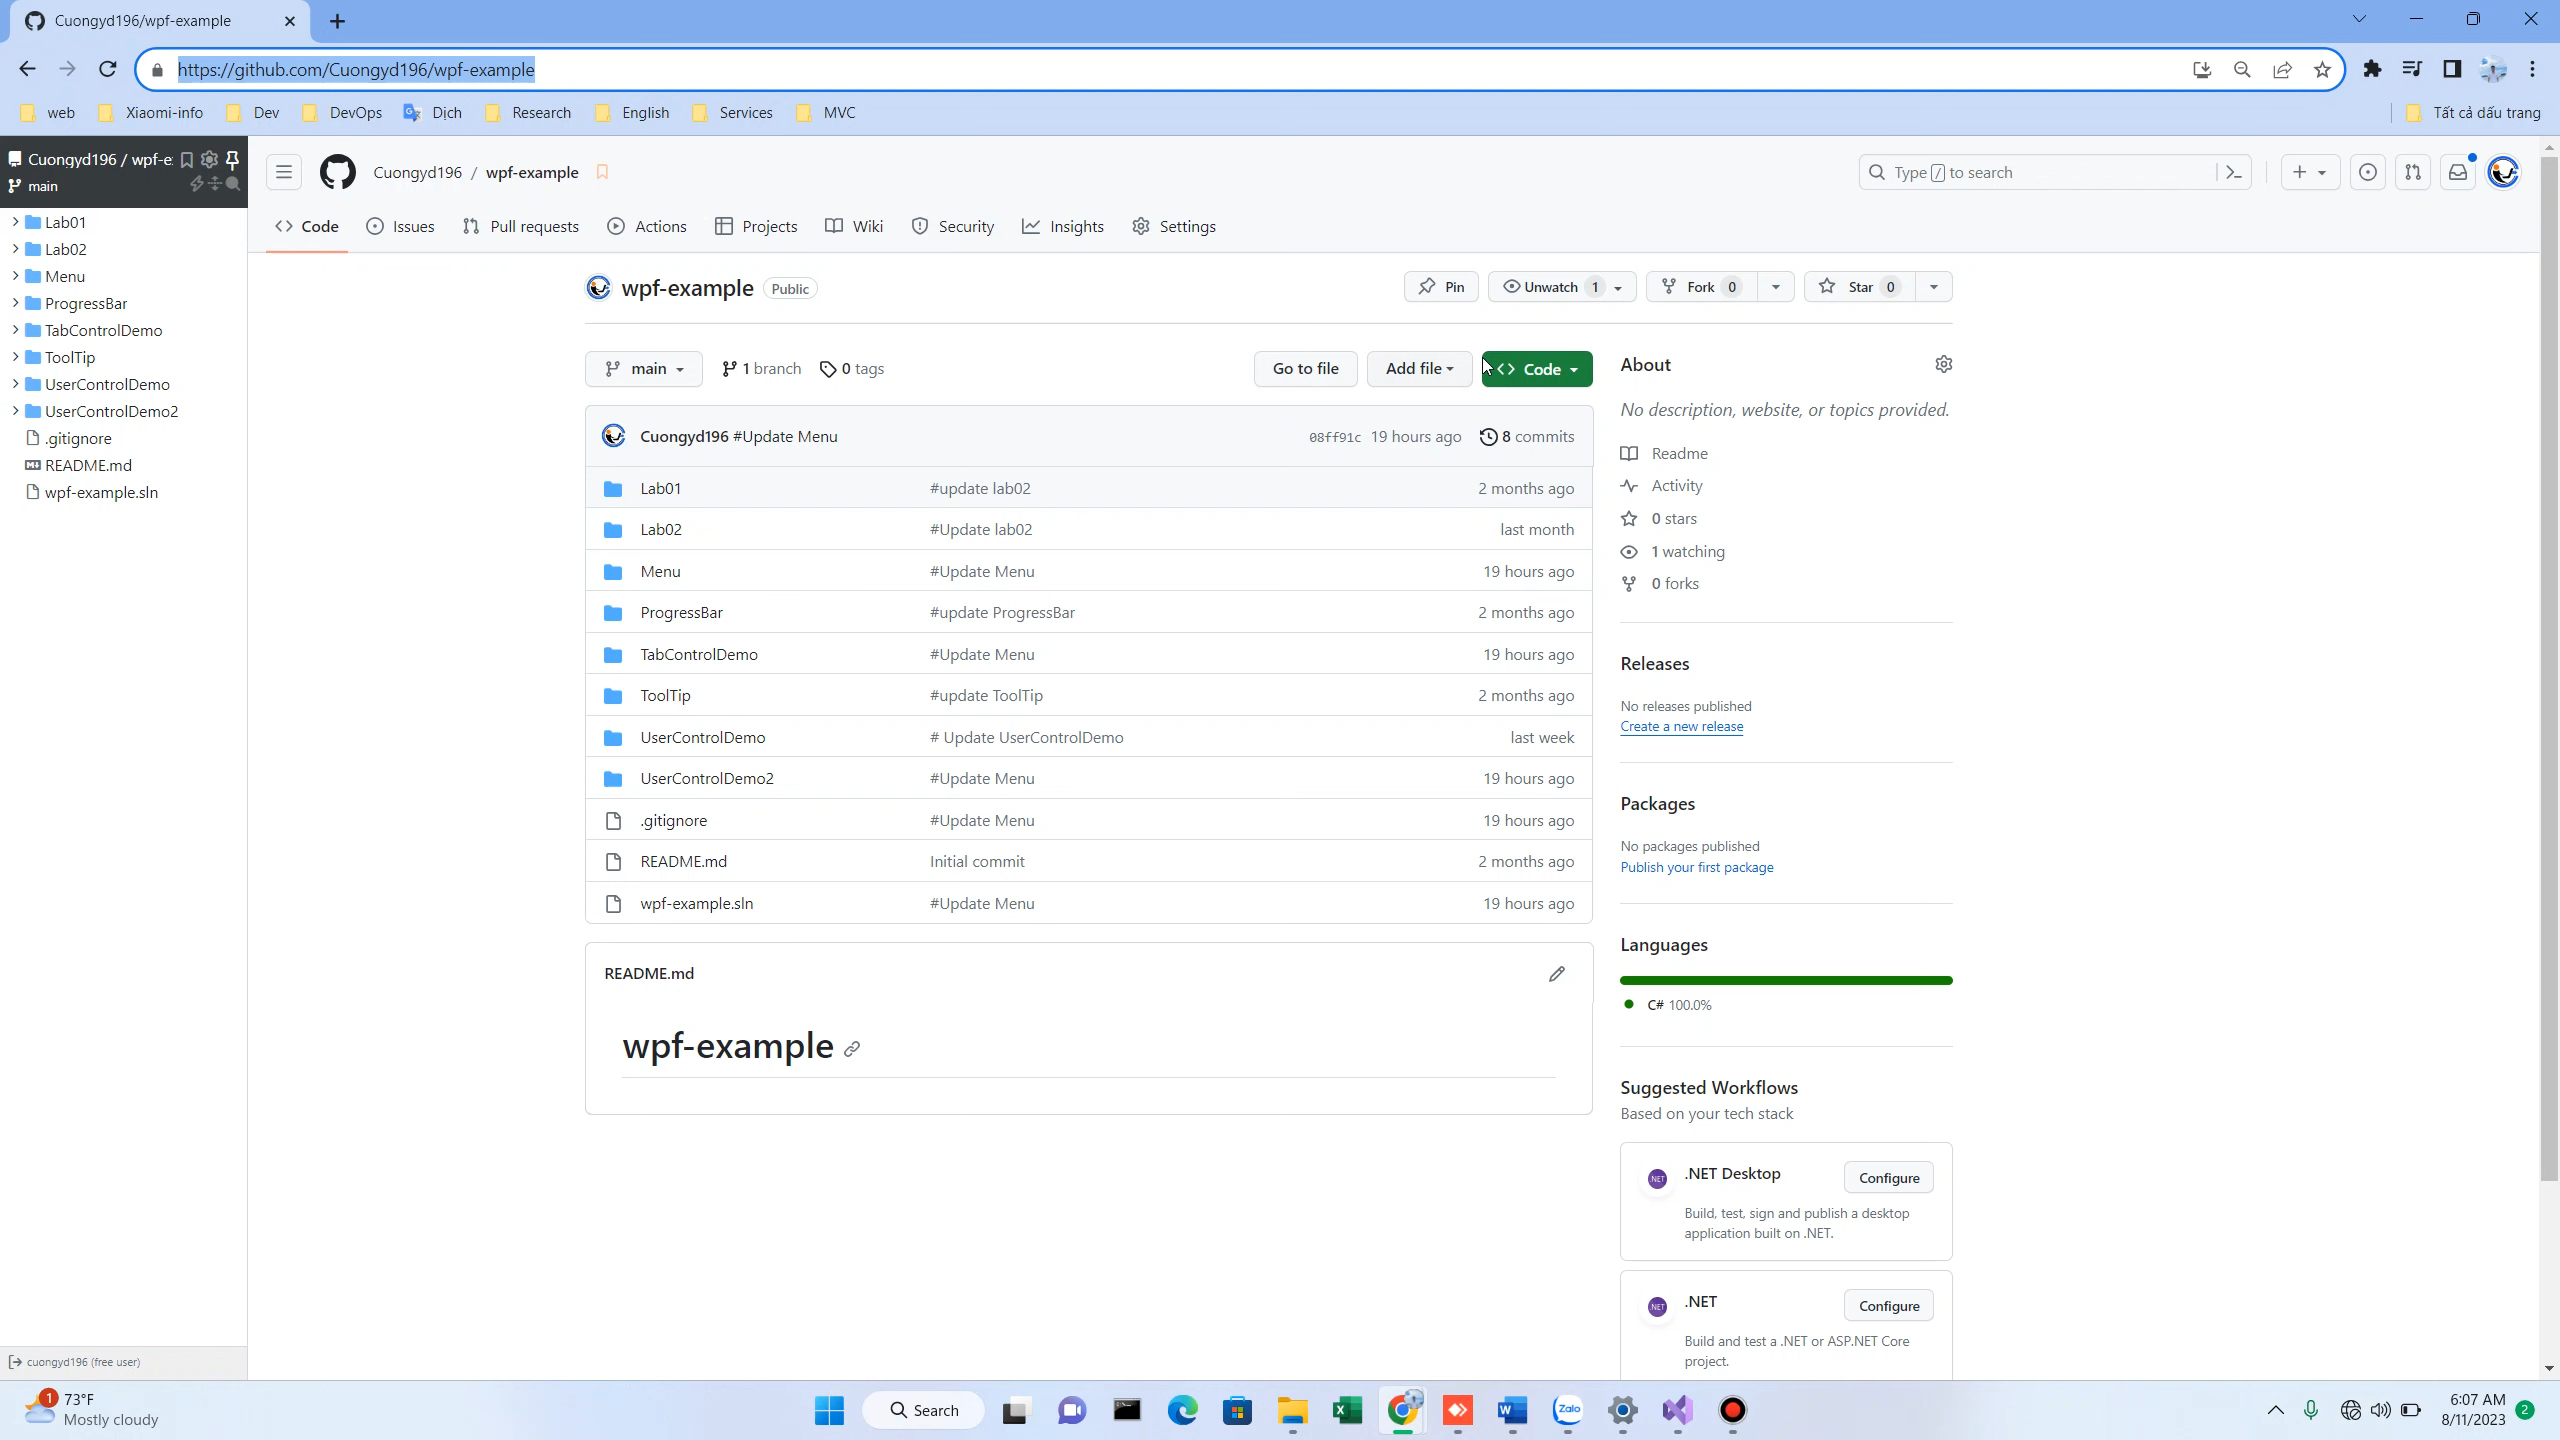 Cuongyd196/wpf-example
https://github.com/Cuongyd196/wpf-example
web Xiaomi-info Dev DevOps Dich Research English Services MVC Tất cả dấu trang
Cuongyd196 / wpf-e:
main
Lab01
Lab02
Menu
ProgressBar
TabControlDemo
ToolTip
UserControlDemo
UserControlDemo2
.gitignore
README.md
wpf-example.sln
cuongyd196 (free user)
Cuongyd196 / wpf-example
Type / to search
Code Issues Pull requests Actions Projects Wiki Security Insights Settings
wpf-example Public
Pin Unwatch 1 Fork 0 Star 0
main 1 branch 0 tags Go to file Add file <> Code
Cuongyd196 #Update Menu 08ff91c 19 hours ago 8 commits
Lab01 #update lab02 2 months ago
Lab02 #Update lab02 last month
Menu #Update Menu 19 hours ago
ProgressBar #update ProgressBar 2 months ago
TabControlDemo #Update Menu 19 hours ago
ToolTip #update ToolTip 2 months ago
UserControlDemo # Update UserControlDemo last week
UserControlDemo2 #Update Menu 19 hours ago
.gitignore #Update Menu 19 hours ago
README.md Initial commit 2 months ago
wpf-example.sln #Update Menu 19 hours ago
README.md
wpf-example
About
No description, website, or topics provided.
Readme
Activity
0 stars
1 watching
0 forks
Releases
No releases published
Create a new release
Packages
No packages published
Publish your first package
Languages
C# 100.0%
Suggested Workflows
Based on your tech stack
.NET .NET Desktop Configure
Build, test, sign and publish a desktop
application built on .NET.
.NET .NET Configure
Build and test a .NET or ASP.NET Core
project.
1 73°F
Mostly cloudy
Search
Zalo
6:07 AM
8/11/2023 2